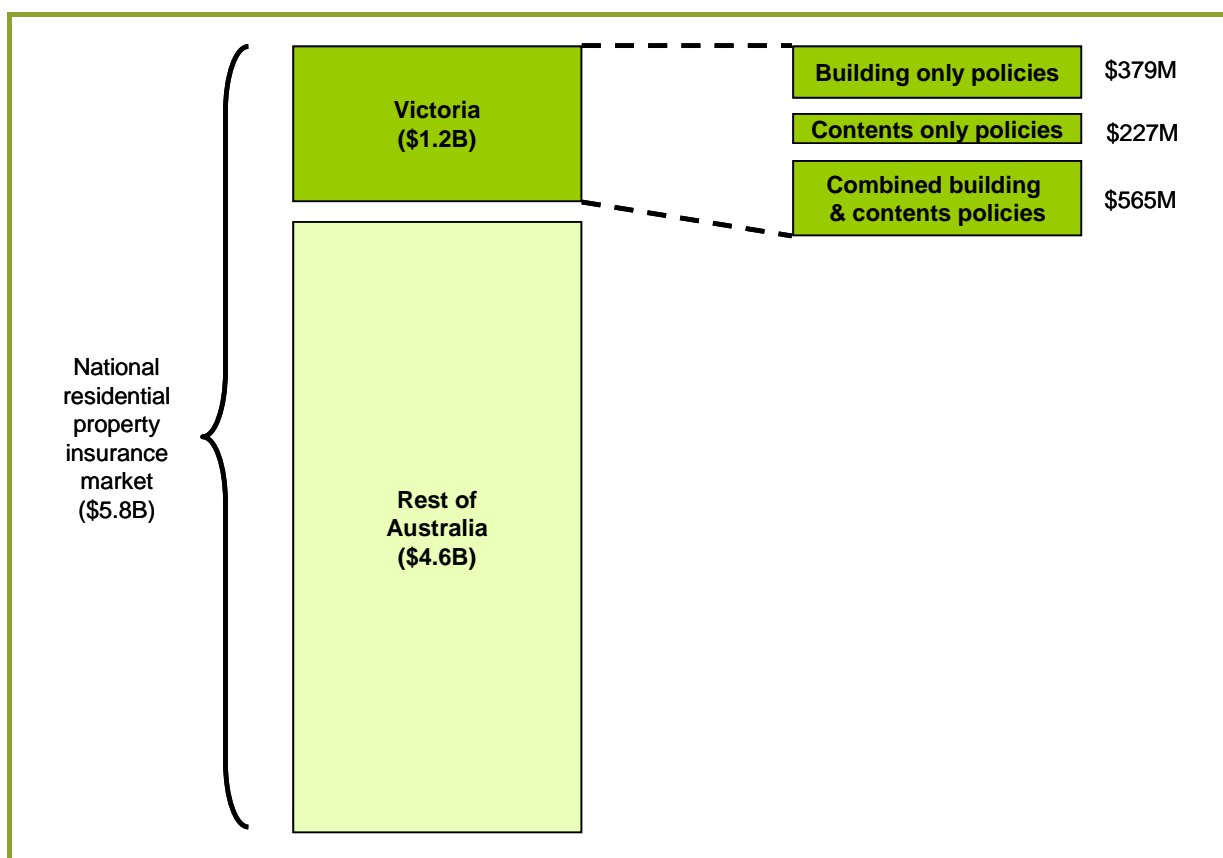 Victoria
($1.2B)
Building only policies
$379M
Contents only policies
$227M
Combined building
& contents policies
$565M
National
residential
property
insurance
market
($5.8B)
Rest of
Australia
($4.6B)